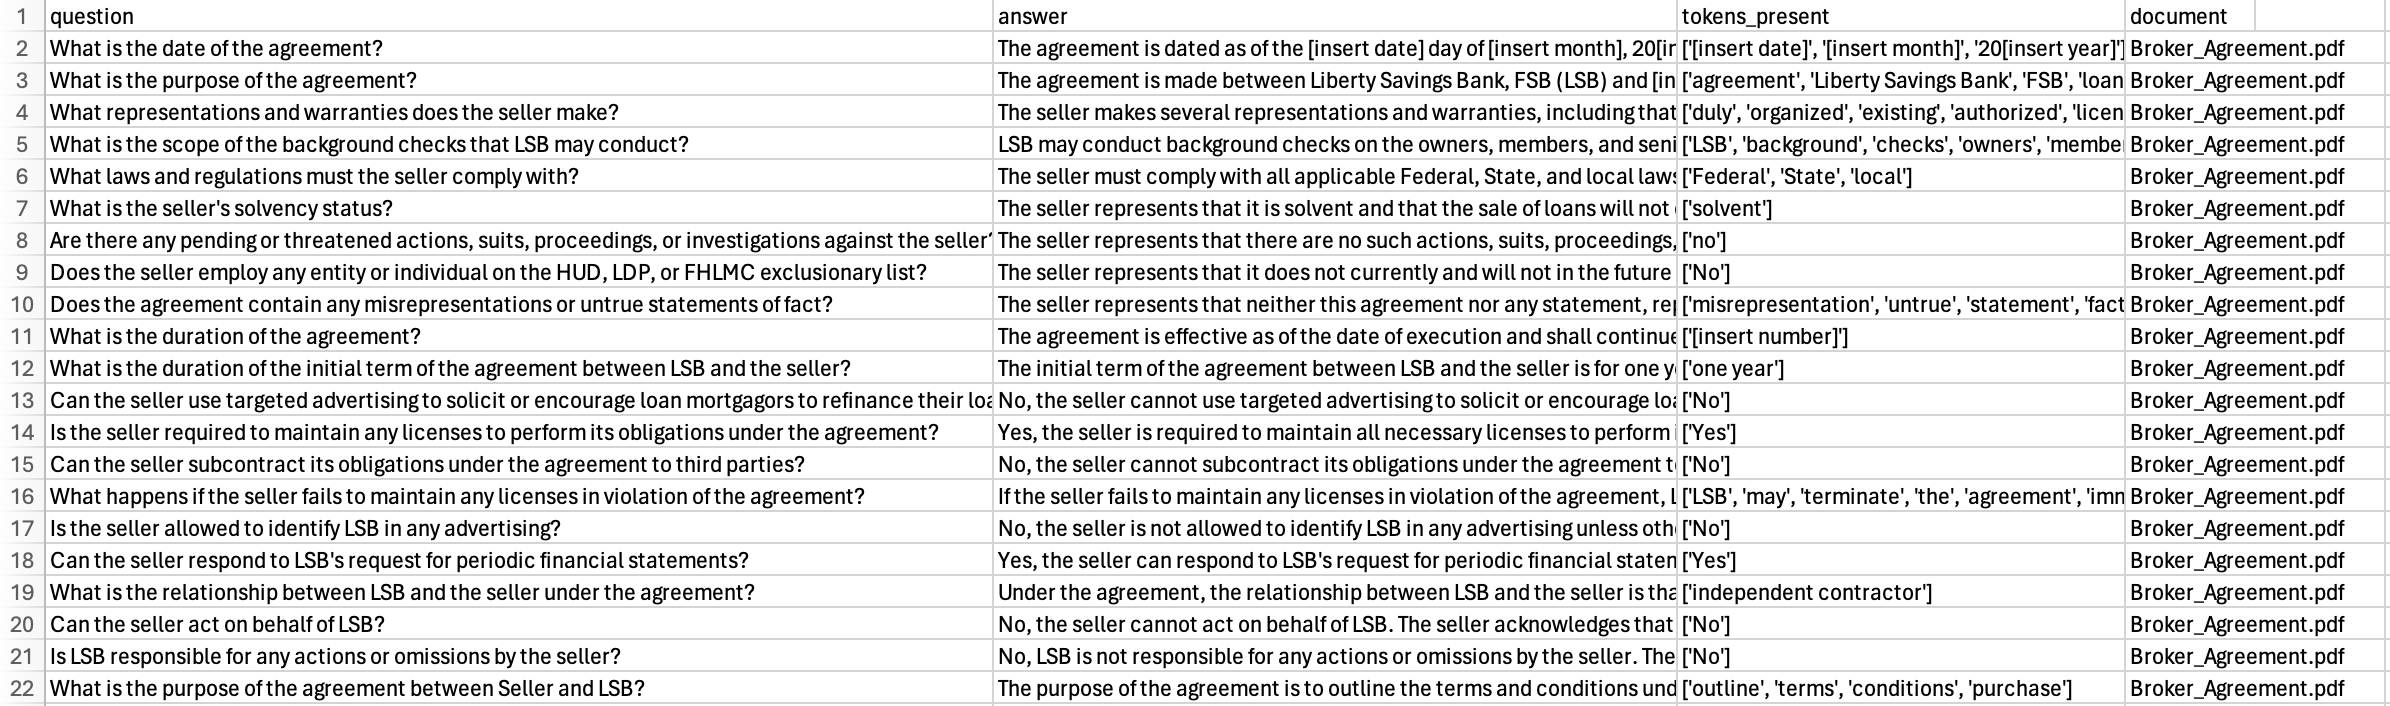 1 question answer tokens_present document
2 What is the date of the agreement? The agreement is dated as of the [insert date] day of [insert month], 20[in ['[insert date]', '[insert month]', '20[insert year]'] Broker_Agreement.pdf
3 What is the purpose of the agreement? The agreement is made between Liberty Savings Bank, FSB (LSB) and [in ['agreement', 'Liberty Savings Bank', 'FSB', 'loan Broker_Agreement.pdf
4 What representations and warranties does the seller make? The seller makes several representations and warranties, including that ['duly', 'organized', 'existing', 'authorized', 'licen Broker_Agreement.pdf
5 What is the scope of the background checks that LSB may conduct? LSB may conduct background checks on the owners, members, and seni ['LSB', 'background', 'checks', 'owners', 'membe Broker_Agreement.pdf
6 What laws and regulations must the seller comply with? The seller must comply with all applicable Federal, State, and local laws ['Federal', 'State', 'local'] Broker_Agreement.pdf
7 What is the seller's solvency status? The seller represents that it is solvent and that the sale of loans will not ['solvent'] Broker_Agreement.pdf
8 Are there any pending or threatened actions, suits, proceedings, or investigations against the seller? The seller represents that there are no such actions, suits, proceedings, ['no'] Broker_Agreement.pdf
9 Does the seller employ any entity or individual on the HUD, LDP, or FHLMC exclusionary list? The seller represents that it does not currently and will not in the future ['No'] Broker_Agreement.pdf
10 Does the agreement contain any misrepresentations or untrue statements of fact? The seller represents that neither this agreement nor any statement, rep ['misrepresentation', 'untrue', 'statement', 'fact Broker_Agreement.pdf
11 What is the duration of the agreement? The agreement is effective as of the date of execution and shall continue ['[insert number]'] Broker_Agreement.pdf
12 What is the duration of the initial term of the agreement between LSB and the seller? The initial term of the agreement between LSB and the seller is for one ye ['one year'] Broker_Agreement.pdf
13 Can the seller use targeted advertising to solicit or encourage loan mortgagors to refinance their loa No, the seller cannot use targeted advertising to solicit or encourage loa ['No'] Broker_Agreement.pdf
14 Is the seller required to maintain any licenses to perform its obligations under the agreement? Yes, the seller is required to maintain all necessary licenses to perform i ['Yes'] Broker_Agreement.pdf
15 Can the seller subcontract its obligations under the agreement to third parties? No, the seller cannot subcontract its obligations under the agreement to ['No'] Broker_Agreement.pdf
16 What happens if the seller fails to maintain any licenses in violation of the agreement? If the seller fails to maintain any licenses in violation of the agreement, L ['LSB', 'may', 'terminate', 'the', 'agreement', 'imn Broker_Agreement.pdf
17 Is the seller allowed to identify LSB in any advertising? No, the seller is not allowed to identify LSB in any advertising unless othe ['No'] Broker_Agreement.pdf
18 Can the seller respond to LSB's request for periodic financial statements? Yes, the seller can respond to LSB's request for periodic financial statem ['Yes'] Broker_Agreement.pdf
19 What is the relationship between LSB and the seller under the agreement? Under the agreement, the relationship between LSB and the seller is tha ['independent contractor'] Broker_Agreement.pdf
20 Can the seller act on behalf of LSB? No, the seller cannot act on behalf of LSB. The seller acknowledges that ['No'] Broker_Agreement.pdf
21 Is LSB responsible for any actions or omissions by the seller? No, LSB is not responsible for any actions or omissions by the seller. The ['No'] Broker_Agreement.pdf
22 What is the purpose of the agreement between Seller and LSB? The purpose of the agreement is to outline the terms and conditions und ['outline', 'terms', 'conditions', 'purchase'] Broker_Agreement.pdf